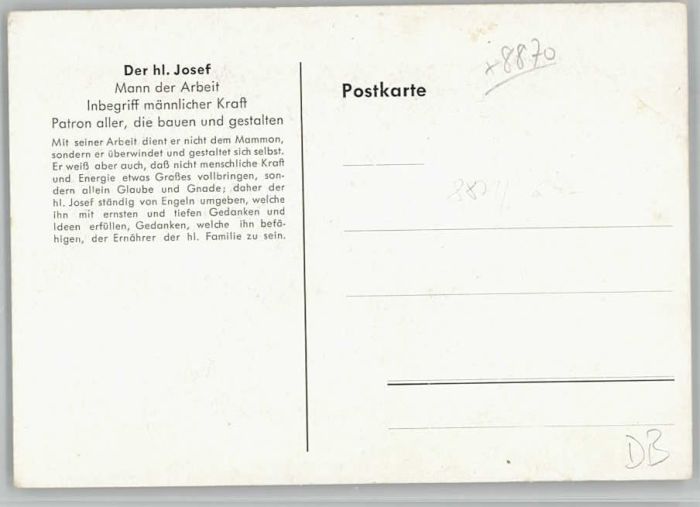 Der hl. Josef
Mann der Arbeit
Inbegriff männlicher Kraft
Patron aller, die bauen und gestalten
Mit seiner Arbeit dient er nicht dem Mammon,
sondern er überwindet und gestaltet sich selbst.
Er weiß aber auch, daß nicht menschliche Kraft
und Energie etwas Großes vollbringen, son-
dern allein Glaube und Gnade; daher der
hl. Josef ständig von Engeln umgeben, welche
ihn mit ernsten und tiefen Gedanken und
Ideen erfüllen, Gedanken, welche ihn befä-
higen, der Ernährer der hl. Familie zu sein.
x8870
Postkarte
DB